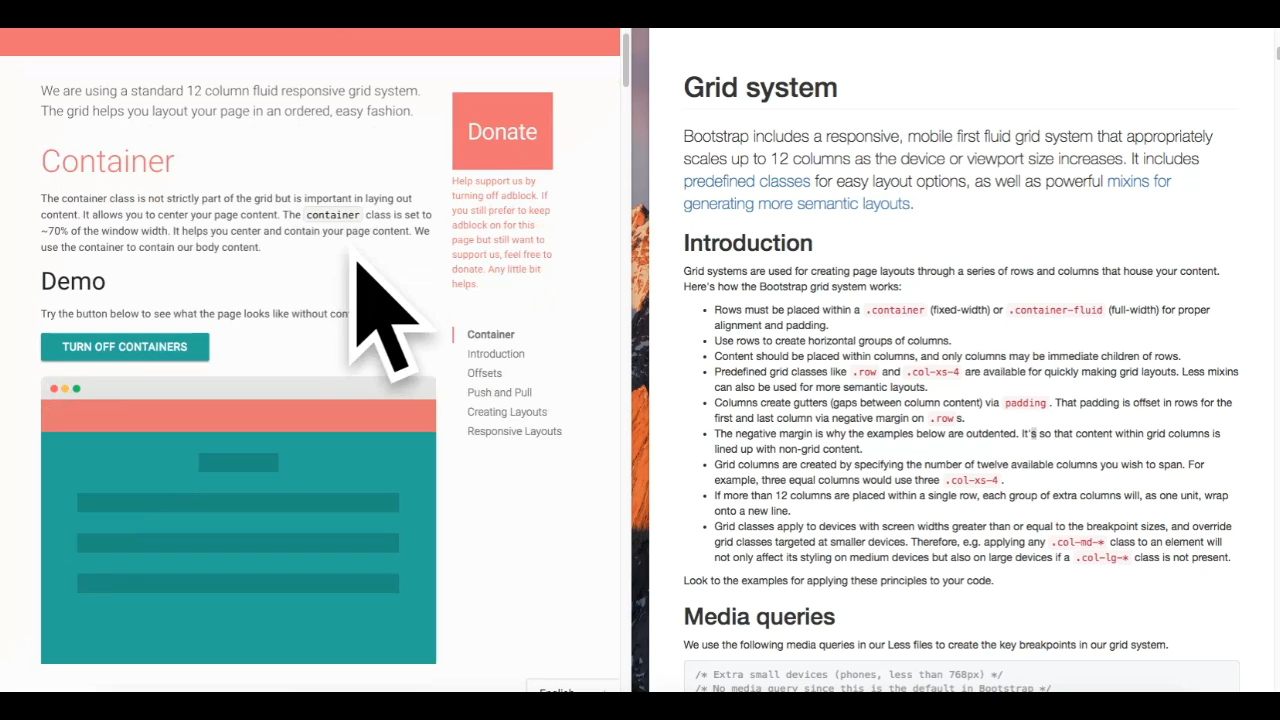 We are using a standard 12 column fluid responsive grid system.
The grid helps you layout your page in an ordered, easy fashion.
Container
The container class is not strictly part of the grid but is important in laying out
content. It allows you to center your page content. The container class is set to
~70% of the window width. It helps you center and contain your page content. We
use the container to contain our body content.
Demo
Try the button below to see what the page looks like without
TURN OFF CONTAINERS
Donate
Help support us by
turning off adblock. If
you still prefer to keep
adblock on for this
page but still want to
support us, feel free to
donate. Any little bit
helps.
Container
Introduction
Offsets
Push and Pull
Creating Layouts
Responsive Layouts
English
Grid system
Bootstrap includes a responsive, mobile first fluid grid system that appropriately
scales up to 12 columns as the device or viewport size increases. It includes
predefined classes for easy layout options, as well as powerful mixins for
generating more semantic layouts.
Introduction
Grid systems are used for creating page layouts through a series of rows and columns that house your content.
Here's how the Bootstrap grid system works:
• Rows must be placed within a .container (fixed-width) or .container-fluid (full-width) for proper
alignment and padding.
• Use rows to create horizontal groups of columns.
• Content should be placed within columns, and only columns may be immediate children of rows.
• Predefined grid classes like .row and .col-xs-4 are available for quickly making grid layouts. Less mixins
can also be used for more semantic layouts.
• Columns create gutters (gaps between column content) via padding. That padding is offset in rows for the
first and last column via negative margin on .rows.
• The negative margin is why the examples below are outdented. It's so that content within grid columns is
lined up with non-grid content.
• Grid columns are created by specifying the number of twelve available columns you wish to span. For
example, three equal columns would use three .col-xs-4.
• If more than 12 columns are placed within a single row, each group of extra columns will, as one unit, wrap
onto a new line.
• Grid classes apply to devices with screen widths greater than or equal to the breakpoint sizes, and override
grid classes targeted at smaller devices. Therefore, e.g. applying any .col-md-* class to an element will
not only affect its styling on medium devices but also on large devices if a .col-lg-* class is not present.
Look to the examples for applying these principles to your code.
Media queries
We use the following media queries in our Less files to create the key breakpoints in our grid system.
/* Extra small devices (phones, less than 768px) */
/* No media query since this is the default in Bootstrap */